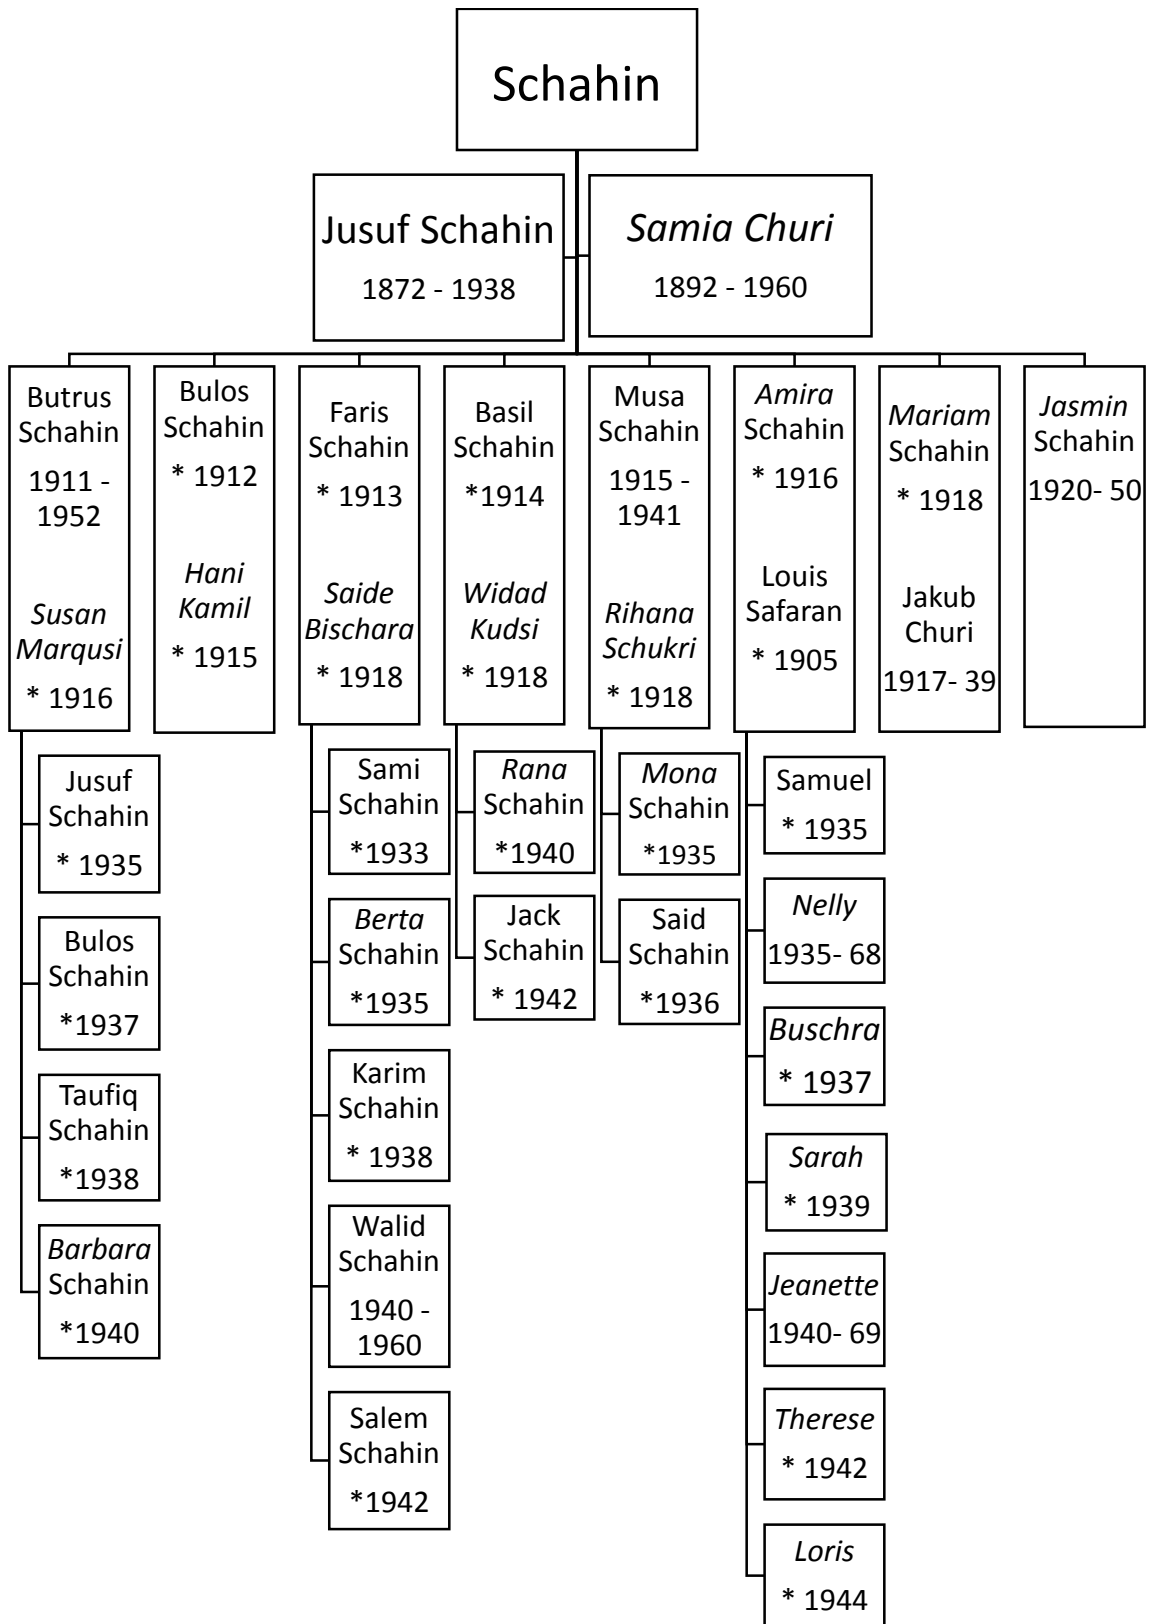 Schahin
Jusuf Schahin
1872 - 1938
Samia Churi
1892 - 1960
Butrus
Schahin
1911 -
1952
Susan
Marqusi
* 1916
Bulos
Schahin
* 1912
Hani
Kamil
* 1915
Faris
Schahin
* 1913
Saide
Bischara
* 1918
Basil
Schahin
*1914
Widad
Kudsi
* 1918
Musa
Schahin
1915 -
1941
Rihana
Schukri
* 1918
Amira
Schahin
* 1916
Louis
Safaran
* 1905
Mariam
Schahin
* 1918
Jakub
Churi
1917- 39
Jasmin
Schahin
1920- 50
Jusuf
Schahin
* 1935
Bulos
Schahin
*1937
Taufiq
Schahin
*1938
Barbara
Schahin
*1940
Sami
Schahin
*1933
Berta
Schahin
*1935
Karim
Schahin
* 1938
Walid
Schahin
1940 -
1960
Salem
Schahin
*1942
Rana
Schahin
*1940
Jack
Schahin
* 1942
Mona
Schahin
*1935
Said
Schahin
*1936
Samuel
* 1935
Nelly
1935- 68
Buschra
* 1937
Sarah
* 1939
Jeanette
1940- 69
Therese
* 1942
Loris
* 1944